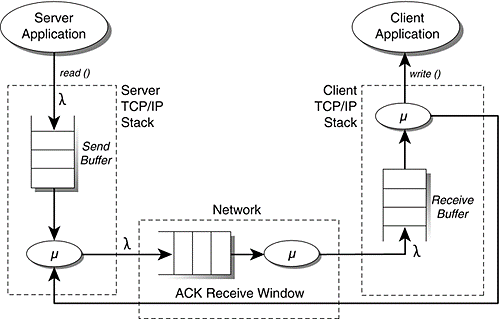 Server
Application
read ()
λ
Server
TCP/IP
Stack
Send
Buffer
μ
λ
Network
μ
ACK Receive Window
Client
Application
write ()
Client
TCP/IP
Stack
μ
Receive
Buffer
λ